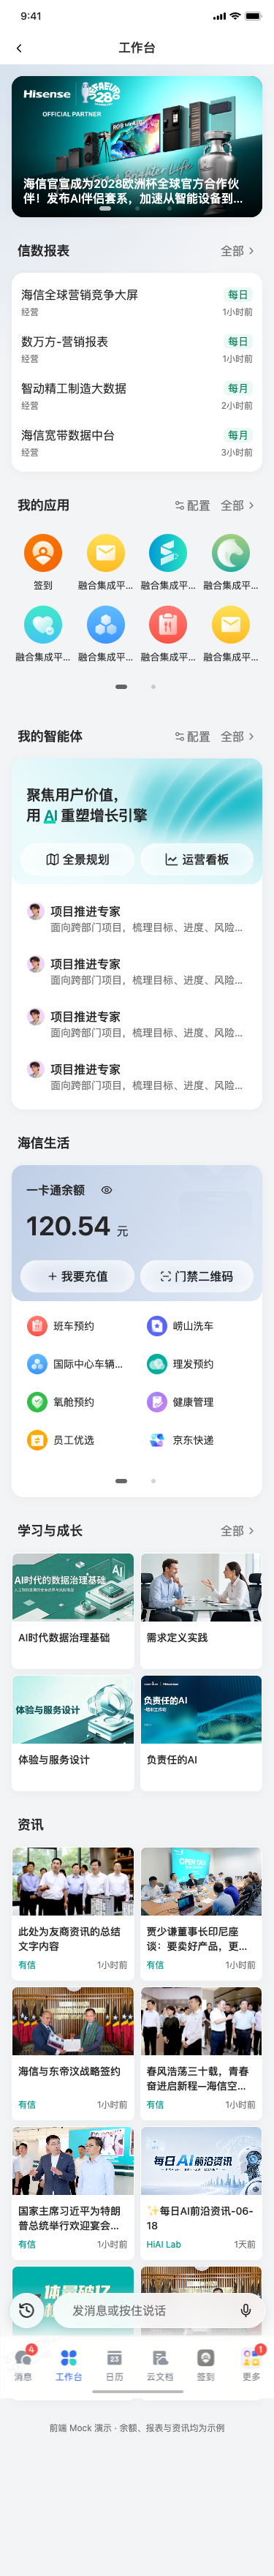 9:41
工作台
Hisense
OFFICIAL PARTNER
海信官宣成为2028欧洲杯全球官方合作伙
伴！发布AI伴侣套系，加速从智能设备到...
信数报表
全部
海信全球营销竞争大屏
每日
经营
1小时前
数万方-营销报表
每日
经营
1小时前
智动精工制造大数据
每月
经营
2小时前
海信宽带数据中台
每月
经营
3小时前
我的应用
配置 全部
签到
融合集成平...
融合集成平...
融合集成平...
融合集成平...
融合集成平...
融合集成平...
融合集成平...
我的智能体
配置 全部
聚焦用户价值，
用 AI 重塑增长引擎
全景规划
运营看板
项目推进专家
面向跨部门项目，梳理目标、进度、风险...
项目推进专家
面向跨部门项目，梳理目标、进度、风险...
项目推进专家
面向跨部门项目，梳理目标、进度、风险...
项目推进专家
面向跨部门项目，梳理目标、进度、风险...
海信生活
一卡通余额
120.54 元
我要充值
门禁二维码
班车预约
崂山洗车
国际中心车辆...
理发预约
氧舱预约
健康管理
员工优选
京东快递
学习与成长
全部
AI时代的数据治理基础
AI时代数据治理基础
需求定义实践
体验与服务设计
体验与服务设计
Hisense
负责任的AI
负责任的AI
资讯
此处为友商资讯的总结
文字内容
有信
1小时前
OPEN TALK
贾少谦董事长印尼座
谈：要卖好产品，更...
有信
1小时前
海信与东帝汶战略签约
有信
1小时前
春风浩荡三十载，青春
奋进启新程—海信空...
有信
1小时前
国家主席习近平为特朗
普总统举行欢迎宴会...
有信
1小时前
每日AI前沿资讯
✨每日AI前沿资讯-06-
18
HiAI Lab
1天前
体量破亿
发消息或按住说话
4
消息
工作台
23
日历
云文档
签到
1
更多
前端 Mock 演示 · 余额、报表与资讯均为示例